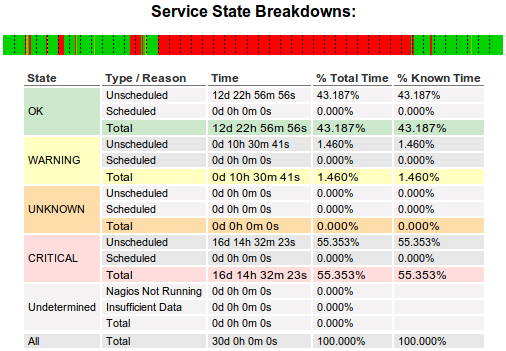 Service State Breakdowns:
State Type / Reason Time % Total Time % Known Time
OK Unscheduled 12d 22h 56m 56s 43.187% 43.187%
Scheduled 0d 0h 0m 0s 0.000% 0.000%
Total 12d 22h 56m 56s 43.187% 43.187%
WARNING Unscheduled 0d 10h 30m 41s 1.460% 1.460%
Scheduled 0d 0h 0m 0s 0.000% 0.000%
Total 0d 10h 30m 41s 1.460% 1.460%
UNKNOWN Unscheduled 0d 0h 0m 0s 0.000% 0.000%
Scheduled 0d 0h 0m 0s 0.000% 0.000%
Total 0d 0h 0m 0s 0.000% 0.000%
CRITICAL Unscheduled 16d 14h 32m 23s 55.353% 55.353%
Scheduled 0d 0h 0m 0s 0.000% 0.000%
Total 16d 14h 32m 23s 55.353% 55.353%
Undetermined Nagios Not Running 0d 0h 0m 0s 0.000%
Insufficient Data 0d 0h 0m 0s 0.000%
Total 0d 0h 0m 0s 0.000%
All Total 30d 0h 0m 0s 100.000% 100.000%